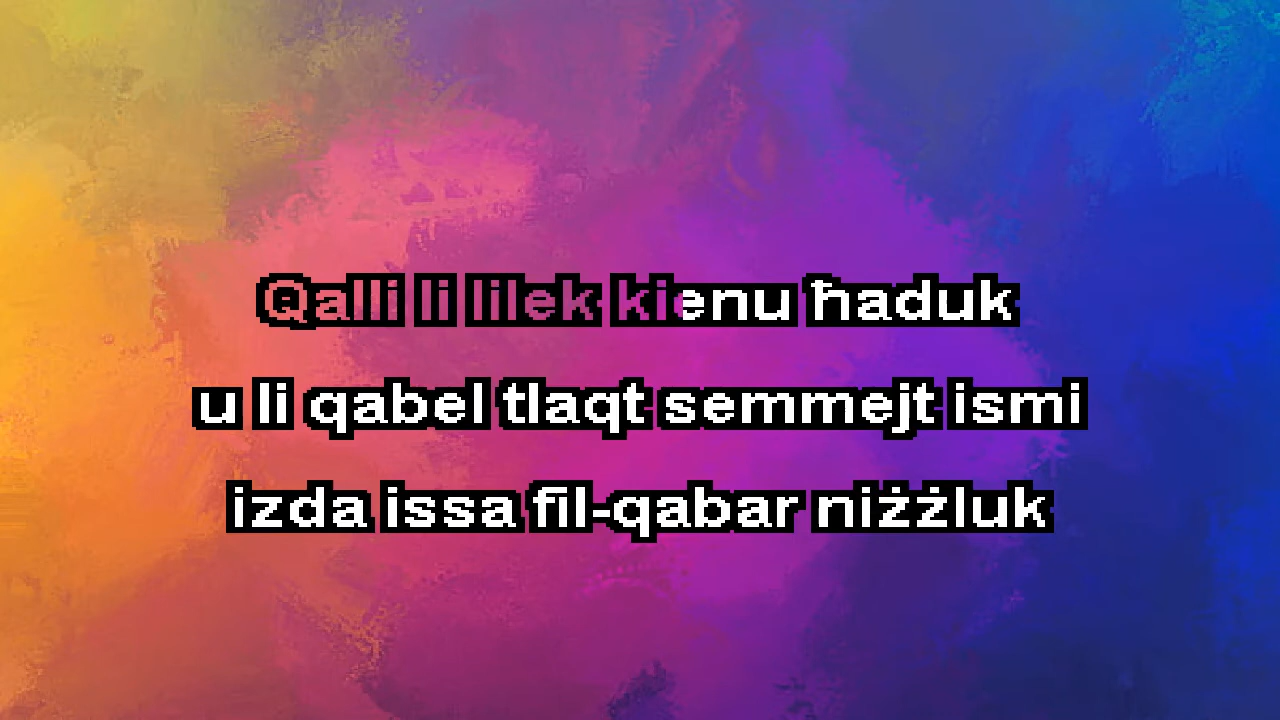 Qalli li lilek kienu ħaduk
u li qabel tlaqt semmejt ismi
izda issa fil-qabar niżżluk